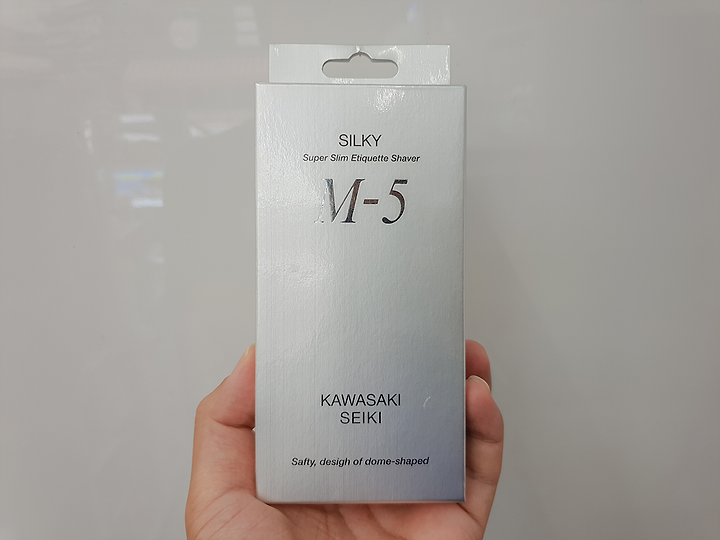 SILKY
Super Slim Etiquette Shaver
M-5
KAWASAKI
SEIKI
Safty, desigh of dome-shaped